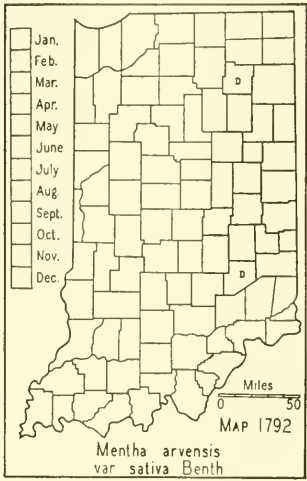 Jan.
Feb.
Mar.
Apr.
May
June
July
Aug.
Sept.
Oct.
Nov.
Dec.
D
D
Miles
0 50
MAP 1792
Mentha arvensis
var sativa Benth